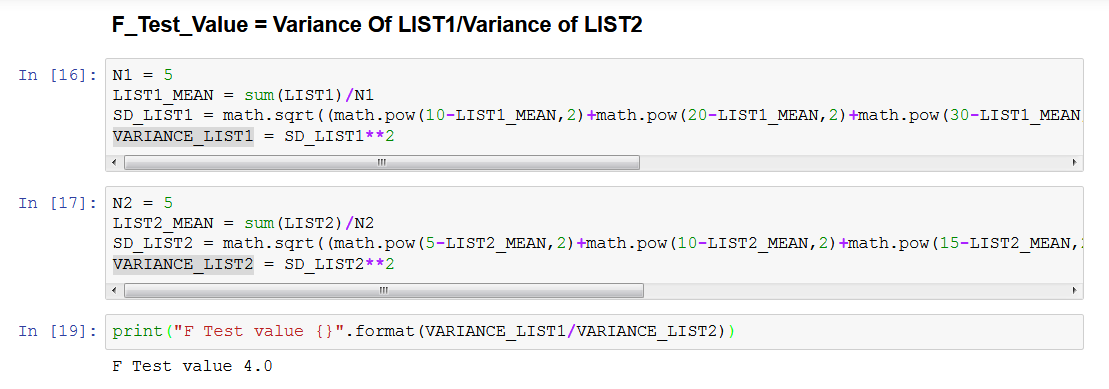 F_Test_Value = Variance Of LIST1/Variance of LIST2
In [16]: N1 = 5
LIST1_MEAN = sum(LIST1)/N1
SD_LIST1 = math.sqrt((math.pow(10-LIST1_MEAN,2)+math.pow(20-LIST1_MEAN,2)+math.pow(30-LIST1_MEAN
VARIANCE_LIST1 = SD_LIST1**2
In [17]: N2 = 5
LIST2_MEAN = sum(LIST2)/N2
SD_LIST2 = math.sqrt((math.pow(5-LIST2_MEAN,2)+math.pow(10-LIST2_MEAN,2)+math.pow(15-LIST2_MEAN,
VARIANCE_LIST2 = SD_LIST2**2
In [19]: print("F Test value {}".format(VARIANCE_LIST1/VARIANCE_LIST2))
F Test value 4.0